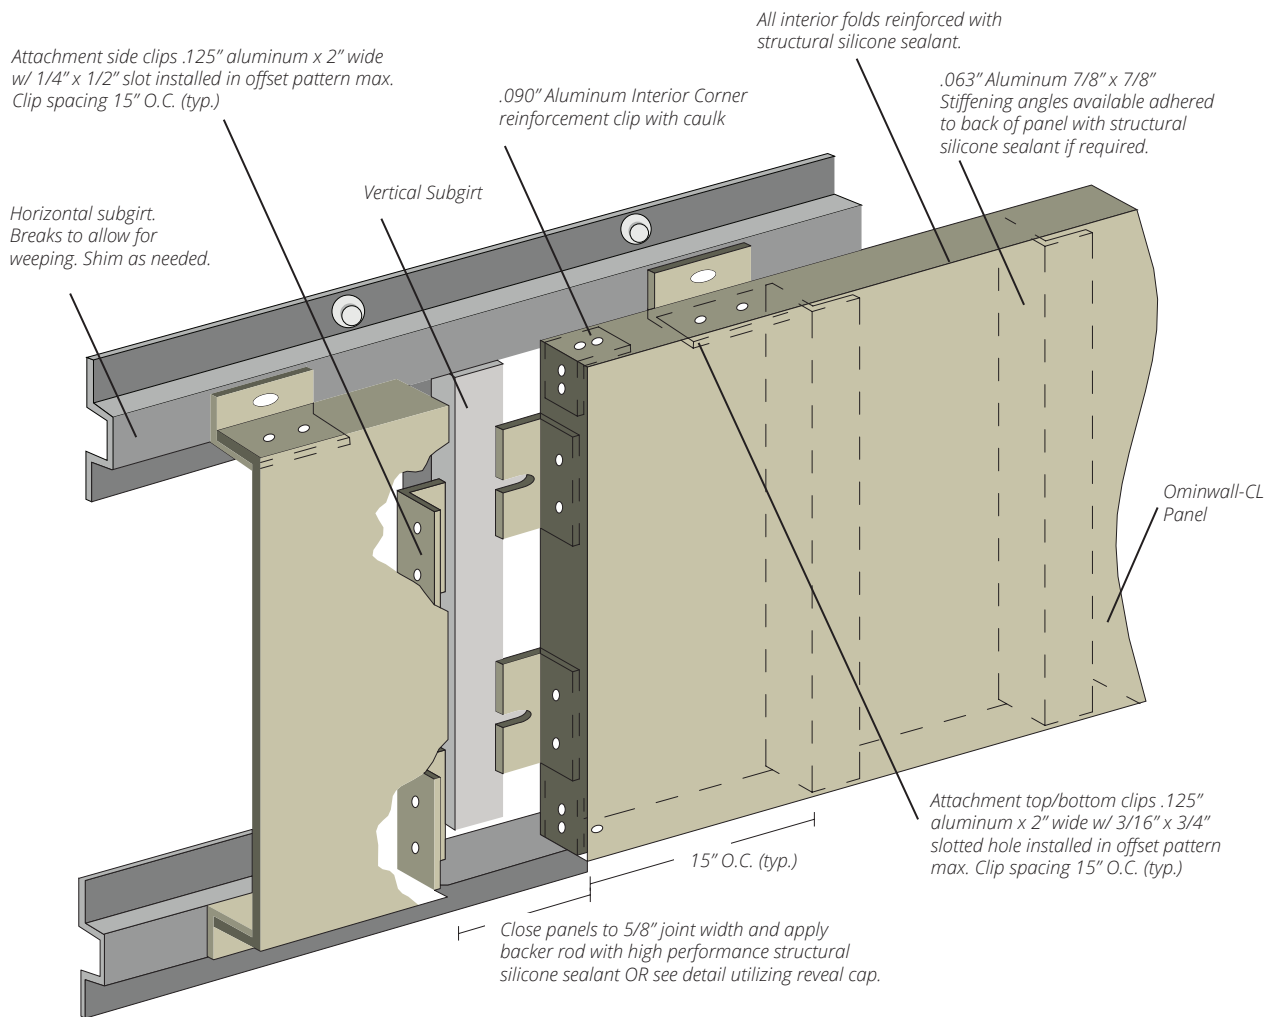 All interior folds reinforced with
structural silicone sealant.
Attachment side clips .125” aluminum x 2” wide
w/ 1/4” x 1/2” slot installed in offset pattern max.
Clip spacing 15” O.C. (typ.)
.090” Aluminum Interior Corner
reinforcement clip with caulk
.063” Aluminum 7/8” x 7/8”
Stiffening angles available adhered
to back of panel with structural
silicone sealant if required.
Vertical Subgirt
Horizontal subgirt.
Breaks to allow for
weeping. Shim as needed.
Ominwall-CL
Panel
Attachment top/bottom clips .125”
aluminum x 2” wide w/ 3/16” x 3/4”
slotted hole installed in offset pattern
max. Clip spacing 15” O.C. (typ.)
15” O.C. (typ.)
Close panels to 5/8” joint width and apply
backer rod with high performance structural
silicone sealant OR see detail utilizing reveal cap.